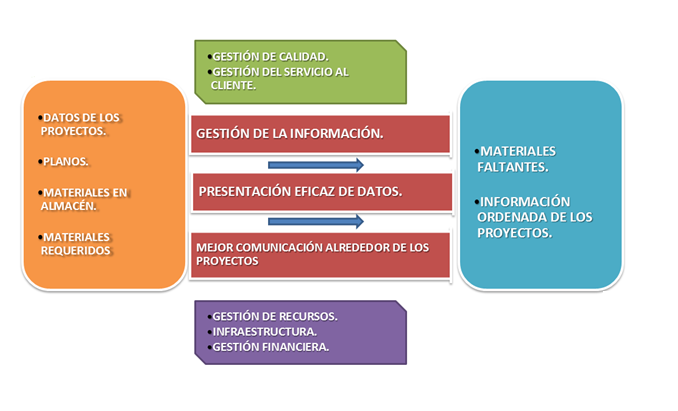 •GESTIÓN DE CALIDAD.
•GESTIÓN DEL SERVICIO AL
CLIENTE.
•DATOS DE LOS
PROYECTOS.
•PLANOS.
•MATERIALES EN
ALMACÉN.
•MATERIALES
REQUERIDOS
GESTIÓN DE LA INFORMACIÓN.
PRESENTACIÓN EFICAZ DE DATOS.
MEJOR COMUNICACIÓN ALREDEDOR DE LOS
PROYECTOS
•MATERIALES
FALTANTES.
•INFORMACIÓN
ORDENADA DE LOS
PROYECTOS.
•GESTIÓN DE RECURSOS.
•INFRAESTRUCTURA.
•GESTIÓN FINANCIERA.